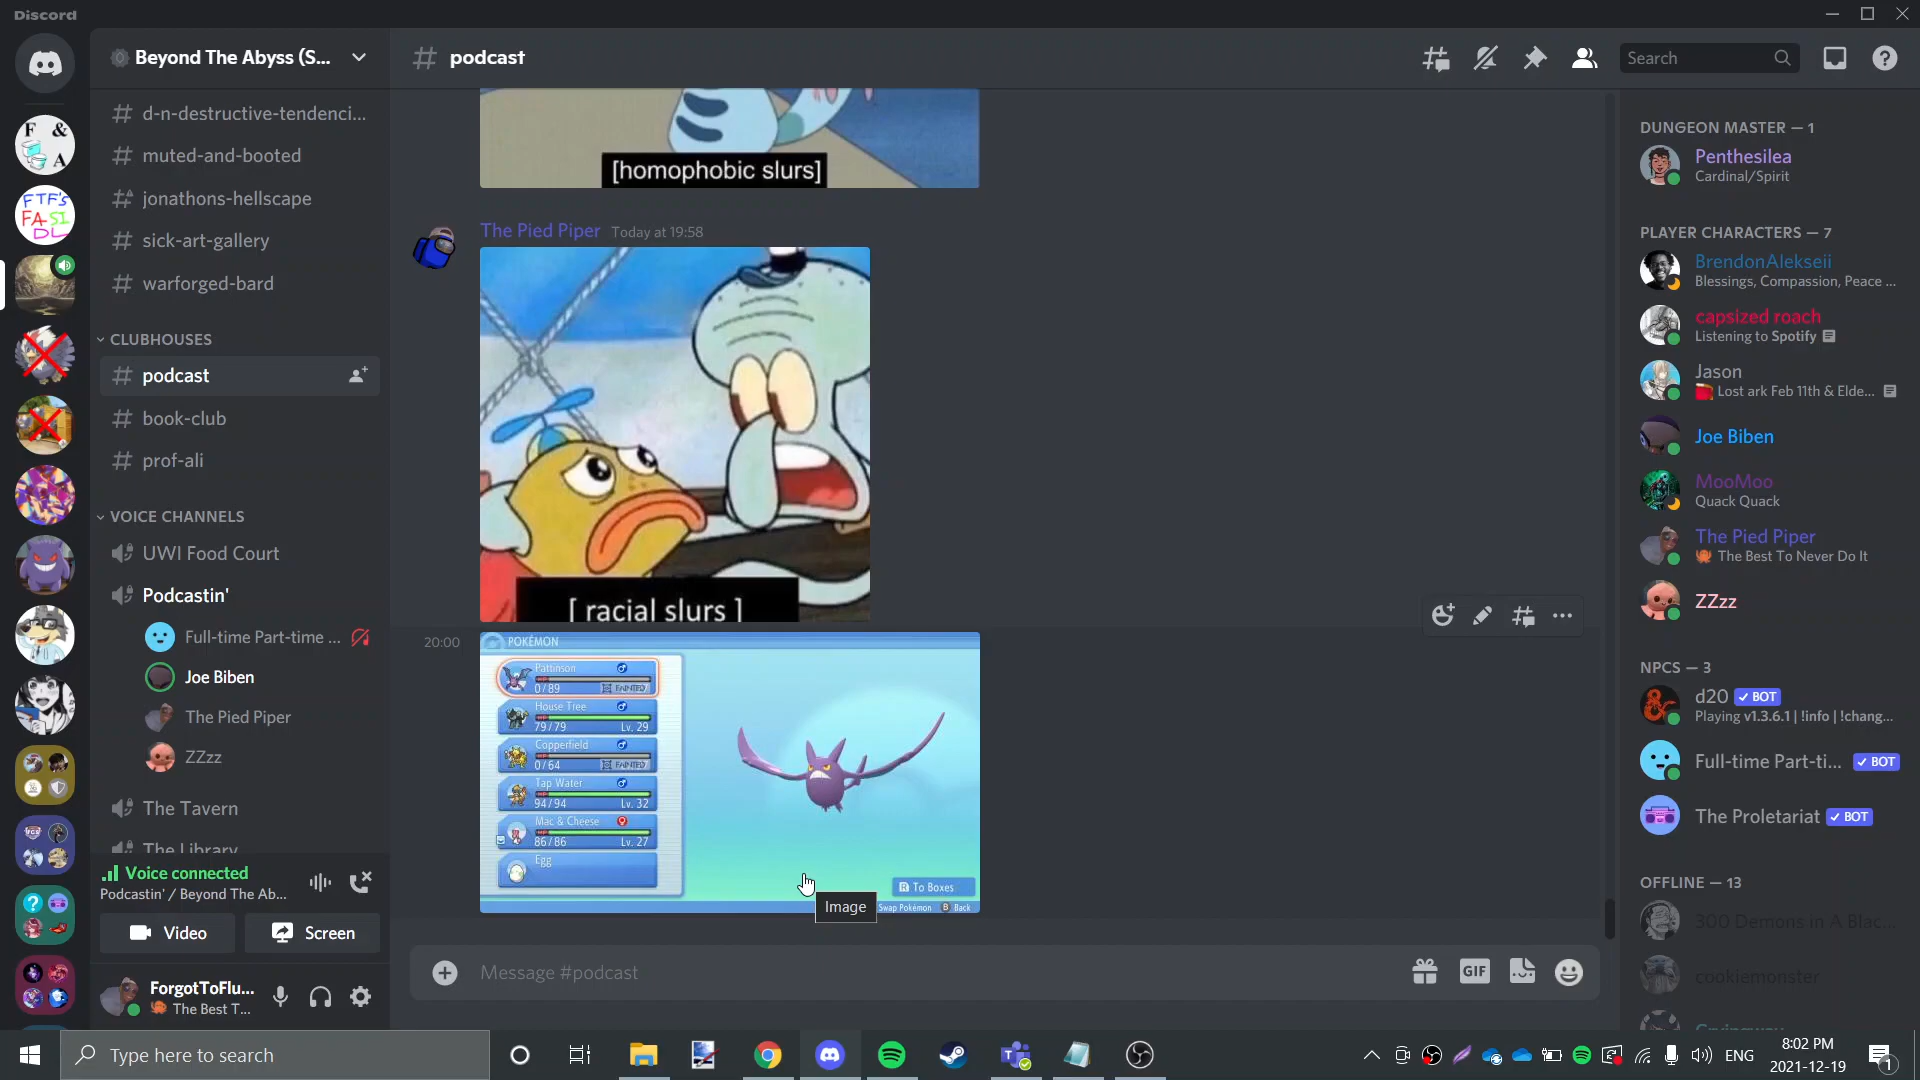 Discord
Beyond The Abyss (S...
podcast
Search
F &
A
FTF'S
FASI
DL
d-n-destructive-tendenci...
muted-and-booted
jonathons-hellscape
sick-art-gallery
warforged-bard
CLUBHOUSES
podcast
book-club
prof-ali
VOICE CHANNELS
UWI Food Court
Podcastin'
Full-time Part-time ...
Joe Biben
The Pied Piper
ZZzz
The Tavern
The Library
Voice connected
Podcastin' / Beyond The Ab...
Video
Screen
ForgotToFlu...
The Best T...
[homophobic slurs]
The Pied Piper Today at 19:58
[ racial slurs ]
20:00
POKÉMON
Pattinson
0/89 FAINTED
House Tree
79/79 Lv. 29
Copperfield
0/64 FAINTED
Tap Water
94/94 Lv. 32
Mac & Cheese
86/86 Lv. 27
Egg
R To Boxes
Swap Pokémon B Back
Image
Message #podcast
GIF
DUNGEON MASTER — 1
Penthesilea
Cardinal/Spirit
PLAYER CHARACTERS — 7
BrendonAlekseii
Blessings, Compassion, Peace ...
capsized roach
Listening to Spotify
Jason
Lost ark Feb 11th & Elde...
Joe Biben
MooMoo
Quack Quack
The Pied Piper
The Best To Never Do It
ZZzz
NPCS — 3
d20 BOT
Playing v1.3.6.1 | !info | !chang...
Full-time Part-ti... BOT
The Proletariat BOT
OFFLINE — 13
300 Demons in A Blac...
cookiemonster
Type here to search
ENG
8:02 PM
2021-12-19
1